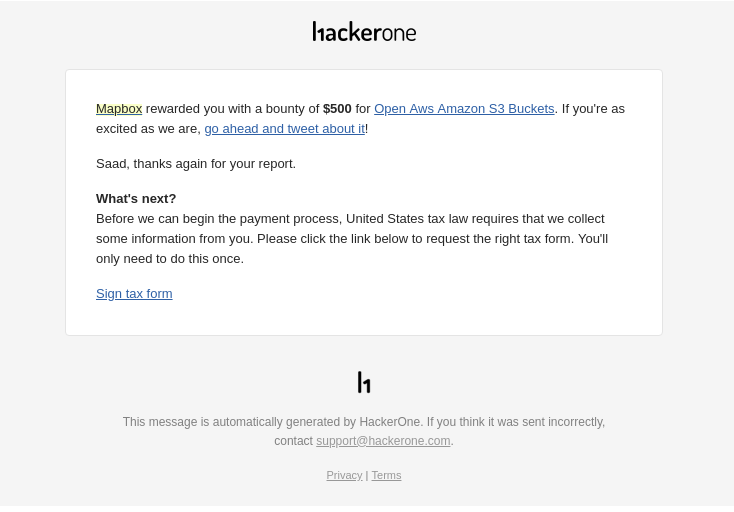 hackerone
Mapbox rewarded you with a bounty of $500 for Open Aws Amazon S3 Buckets. If you're as
excited as we are, go ahead and tweet about it!
Saad, thanks again for your report.
What's next?
Before we can begin the payment process, United States tax law requires that we collect
some information from you. Please click the link below to request the right tax form. You'll
only need to do this once.
Sign tax form
h1
This message is automatically generated by HackerOne. If you think it was sent incorrectly,
contact support@hackerone.com.
Privacy | Terms